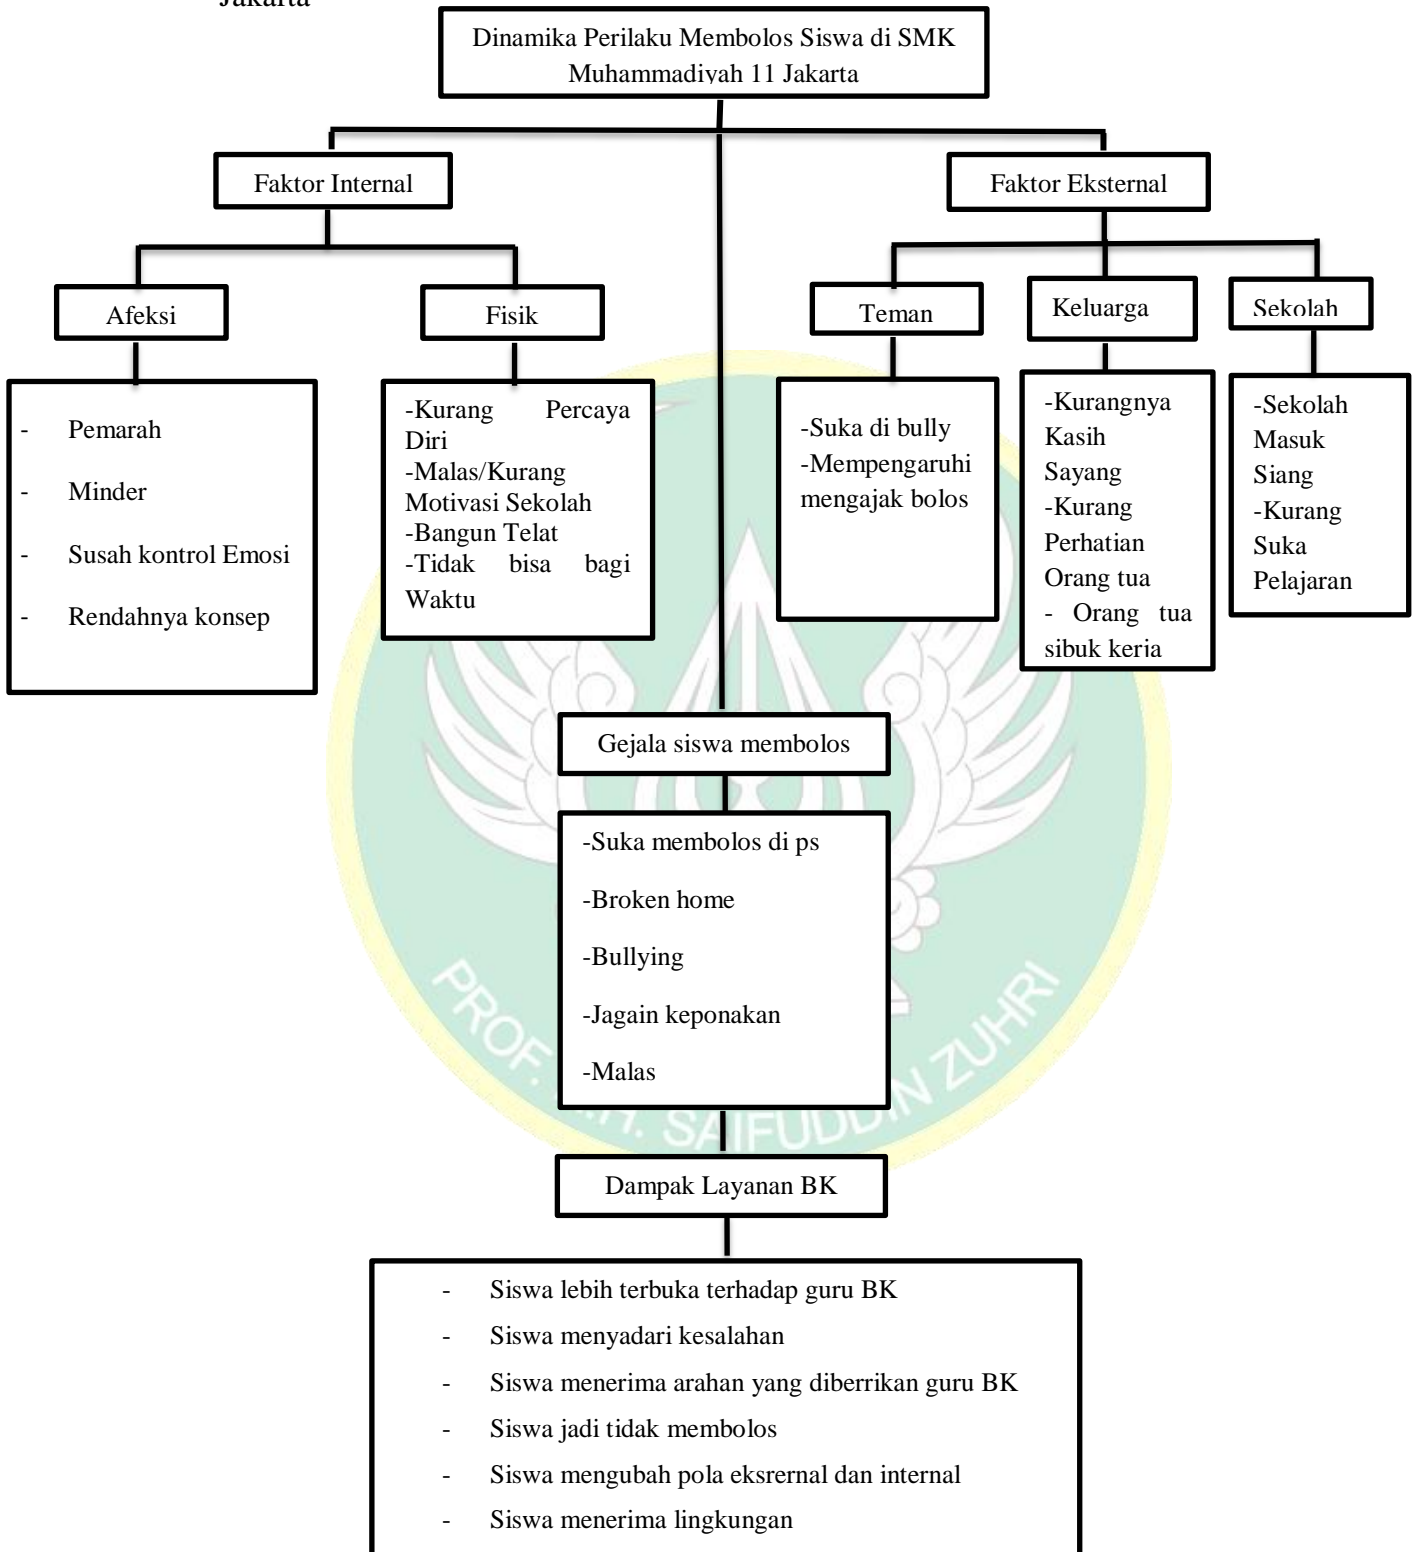 Jakarta
Dinamika Perilaku Membolos Siswa di SMK
Muhammadiyah 11 Jakarta
Faktor Internal
Faktor Eksternal
Afeksi
Fisik
Teman
Keluarga
Sekolah
- Pemarah
- Minder
- Susah kontrol Emosi
- Rendahnya konsep
-Kurang Percaya
Diri
-Malas/Kurang
Motivasi Sekolah
-Bangun Telat
-Tidak bisa bagi
Waktu
-Suka di bully
-Mempengaruhi
mengajak bolos
-Kurangnya
Kasih
Sayang
-Kurang
Perhatian
Orang tua
- Orang tua
sibuk kerja
-Sekolah
Masuk
Siang
-Kurang
Suka
Pelajaran
Gejala siswa membolos
-Suka membolos di ps
-Broken home
-Bullying
-Jagain keponakan
-Malas
Dampak Layanan BK
- Siswa lebih terbuka terhadap guru BK
- Siswa menyadari kesalahan
- Siswa menerima arahan yang diberrikan guru BK
- Siswa jadi tidak membolos
- Siswa mengubah pola eksrernal dan internal
- Siswa menerima lingkungan
PROF. H. SAIFUDDIN ZUHRI